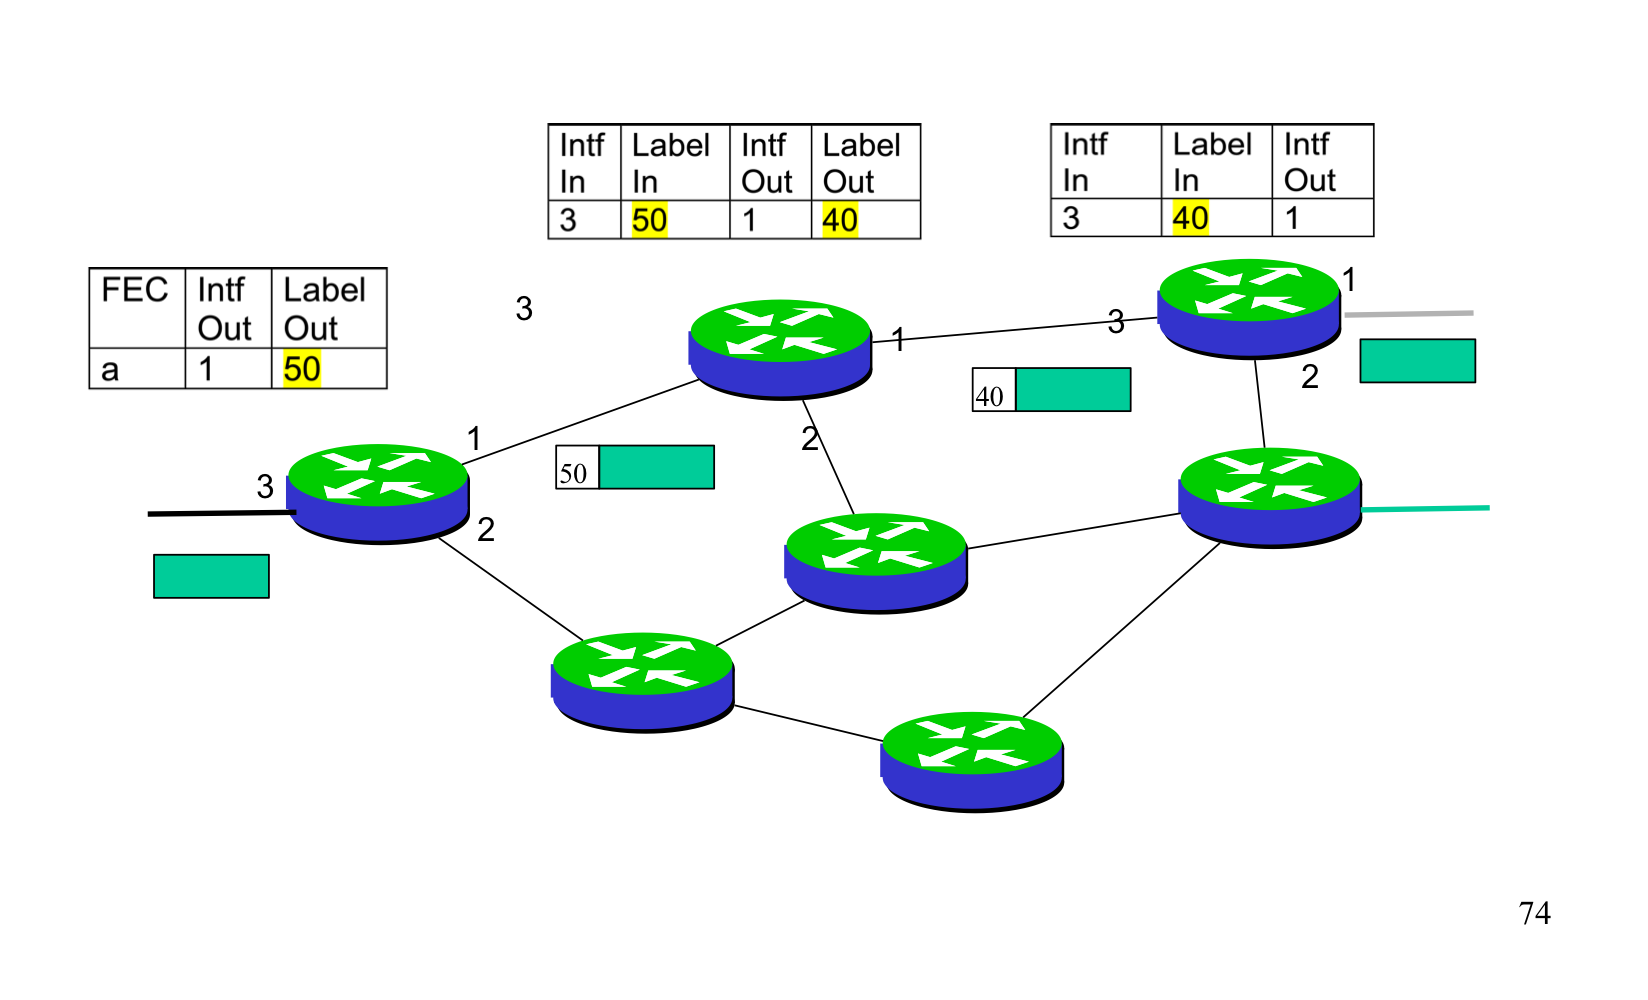 Intf Label Intf Label
In In Out Out
3 50 1 40
Intf Label Intf
In In Out
3 40 1
FEC Intf Label
Out Out
a 1 50
3
1
3
1
2
40
1
2
50
3
2
74